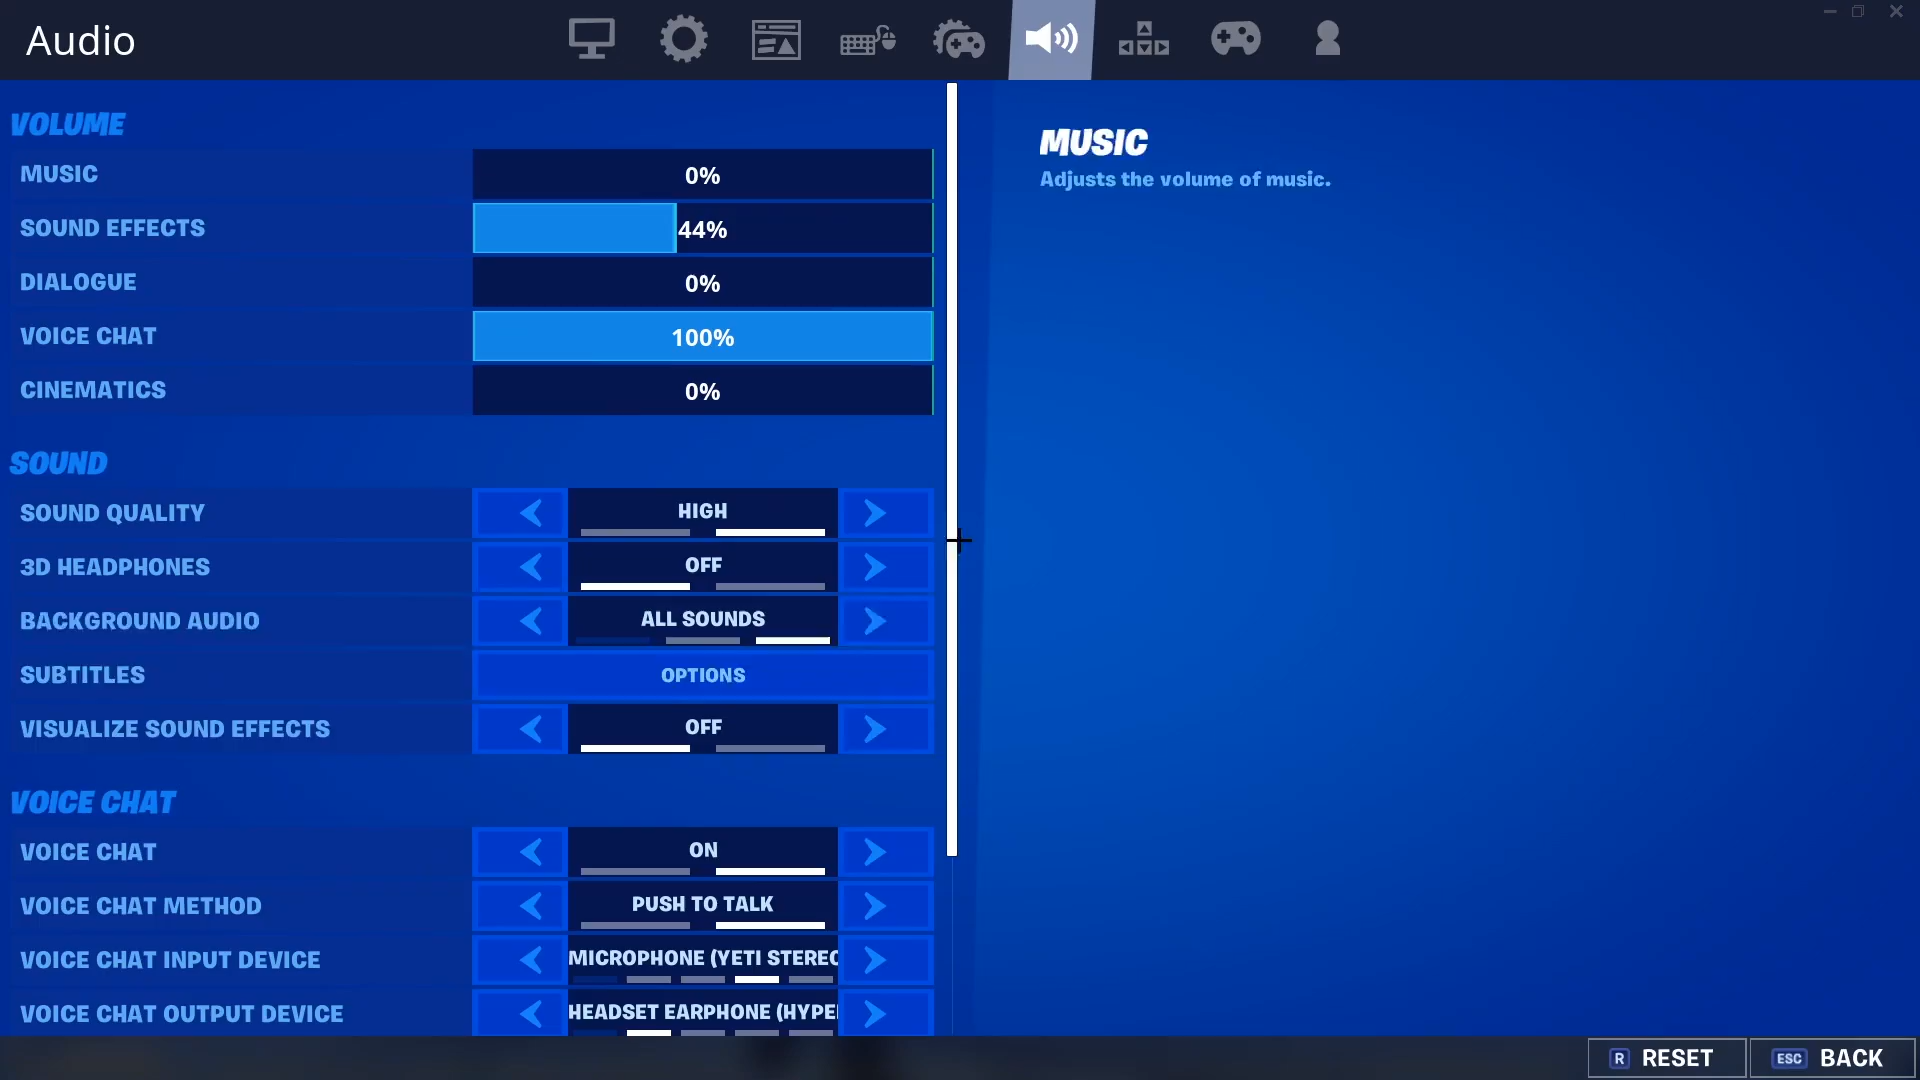 Audio
VOLUME
MUSIC 0%
SOUND EFFECTS 44%
DIALOGUE 0%
VOICE CHAT 100%
CINEMATICS 0%
SOUND
SOUND QUALITY HIGH
3D HEADPHONES OFF
BACKGROUND AUDIO ALL SOUNDS
SUBTITLES OPTIONS
VISUALIZE SOUND EFFECTS OFF
VOICE CHAT
VOICE CHAT ON
VOICE CHAT METHOD PUSH TO TALK
VOICE CHAT INPUT DEVICE MICROPHONE (YETI STEREO
VOICE CHAT OUTPUT DEVICE HEADSET EARPHONE (HYPE
MUSIC
Adjusts the volume of music.
R RESET
ESC BACK